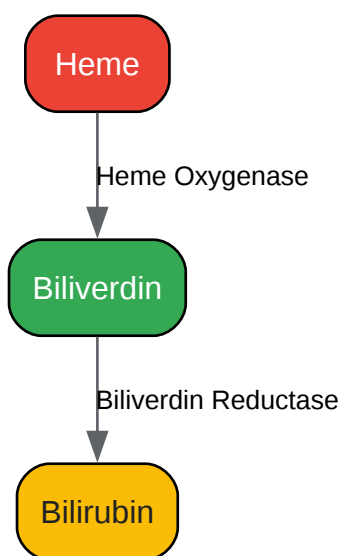 Heme
Heme Oxygenase
Biliverdin
Biliverdin Reductase
Bilirubin